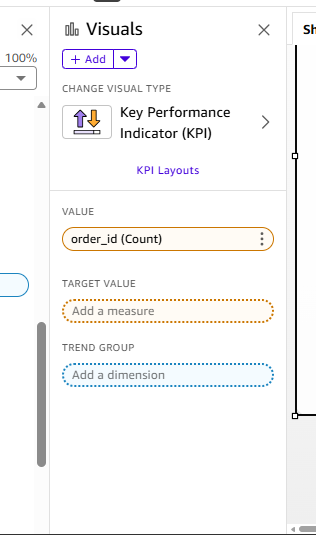 Visuals
100%
+ Add
CHANGE VISUAL TYPE
Key Performance
Indicator (KPI)
KPI Layouts
VALUE
order_id (Count)
TARGET VALUE
Add a measure
TREND GROUP
Add a dimension